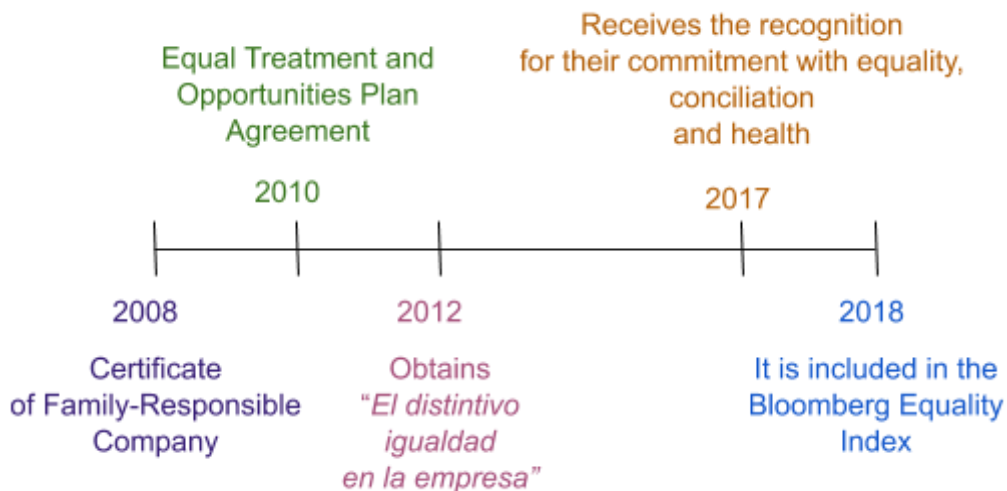 Equal Treatment and
Opportunities Plan
Agreement
2010
Receives the recognition
for their commitment with equality,
conciliation
and health
2017
2008
Certificate
of Family-Responsible
Company
2012
Obtains
“El distintivo
igualdad
en la empresa”
2018
It is included in the
Bloomberg Equality
Index